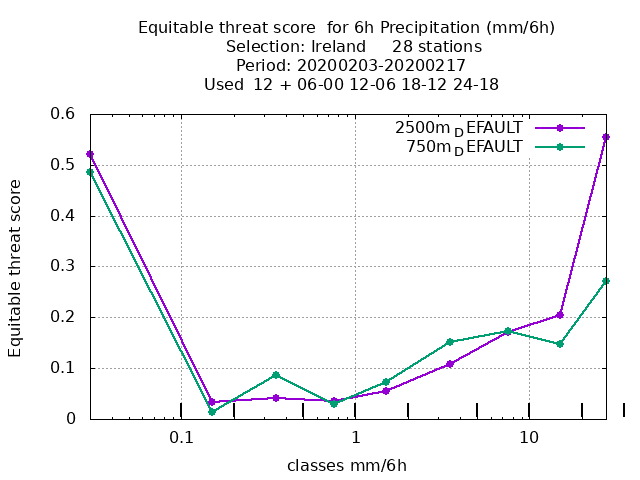 Equitable threat score  for 6h Precipitation (mm/6h)
Selection: Ireland     28 stations
Period: 20200203-20200217
Used  12 + 06-00 12-06 18-12 24-18
2500m_DEFAULT
750m_DEFAULT
0.6
0.5
0.4
0.3
0.2
0.1
0
Equitable threat score
0.1
1
10
classes mm/6h